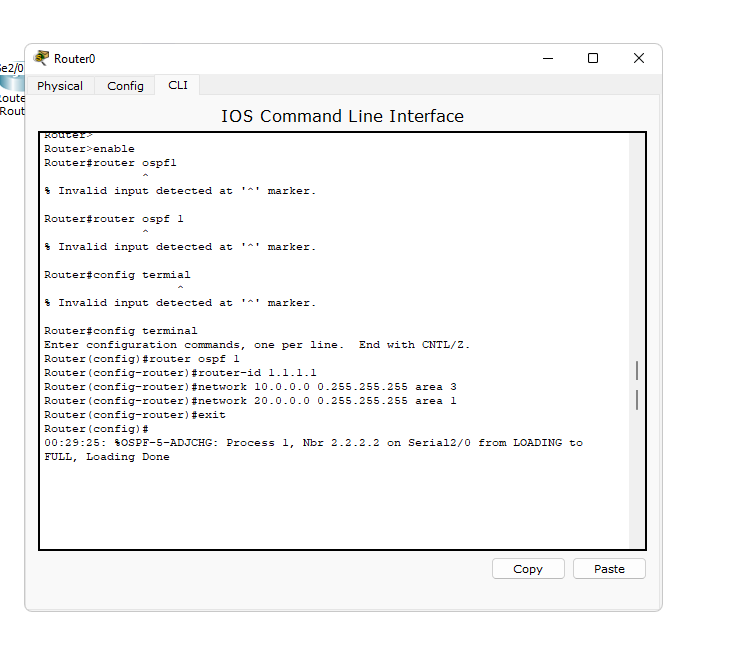 Router0
Se2/0
Physical Config CLI
Route
Rout
IOS Command Line Interface
Router>
Router>enable
Router#router ospf1
^
% Invalid input detected at '^' marker.
Router#router ospf 1
^
% Invalid input detected at '^' marker.
Router#config termial
^
% Invalid input detected at '^' marker.
Router#config terminal
Enter configuration commands, one per line. End with CNTL/Z.
Router(config)#router ospf 1
Router(config-router)#router-id 1.1.1.1
Router(config-router)#network 10.0.0.0 0.255.255.255 area 3
Router(config-router)#network 20.0.0.0 0.255.255.255 area 1
Router(config-router)#exit
Router(config)#
00:29:25: %OSPF-5-ADJCHG: Process 1, Nbr 2.2.2.2 on Serial2/0 from LOADING to
FULL, Loading Done
Copy Paste